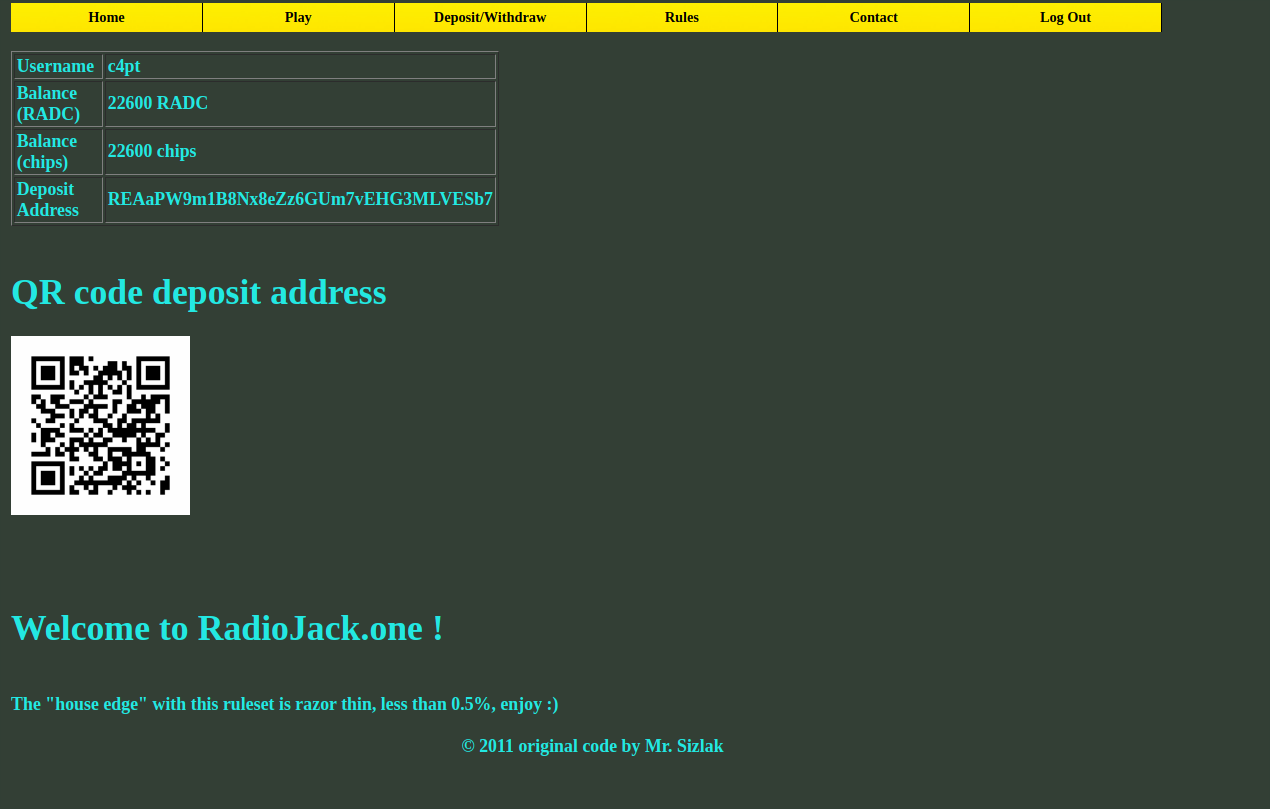 Home Play Deposit/Withdraw Rules Contact Log Out
Username c4pt
Balance (RADC) 22600 RADC
Balance (chips) 22600 chips
Deposit Address REAaPW9m1B8Nx8eZz6GUm7vEHG3MLVESb7
QR code deposit address
Welcome to RadioJack.one !
The "house edge" with this ruleset is razor thin, less than 0.5%, enjoy :)
© 2011 original code by Mr. Sizlak